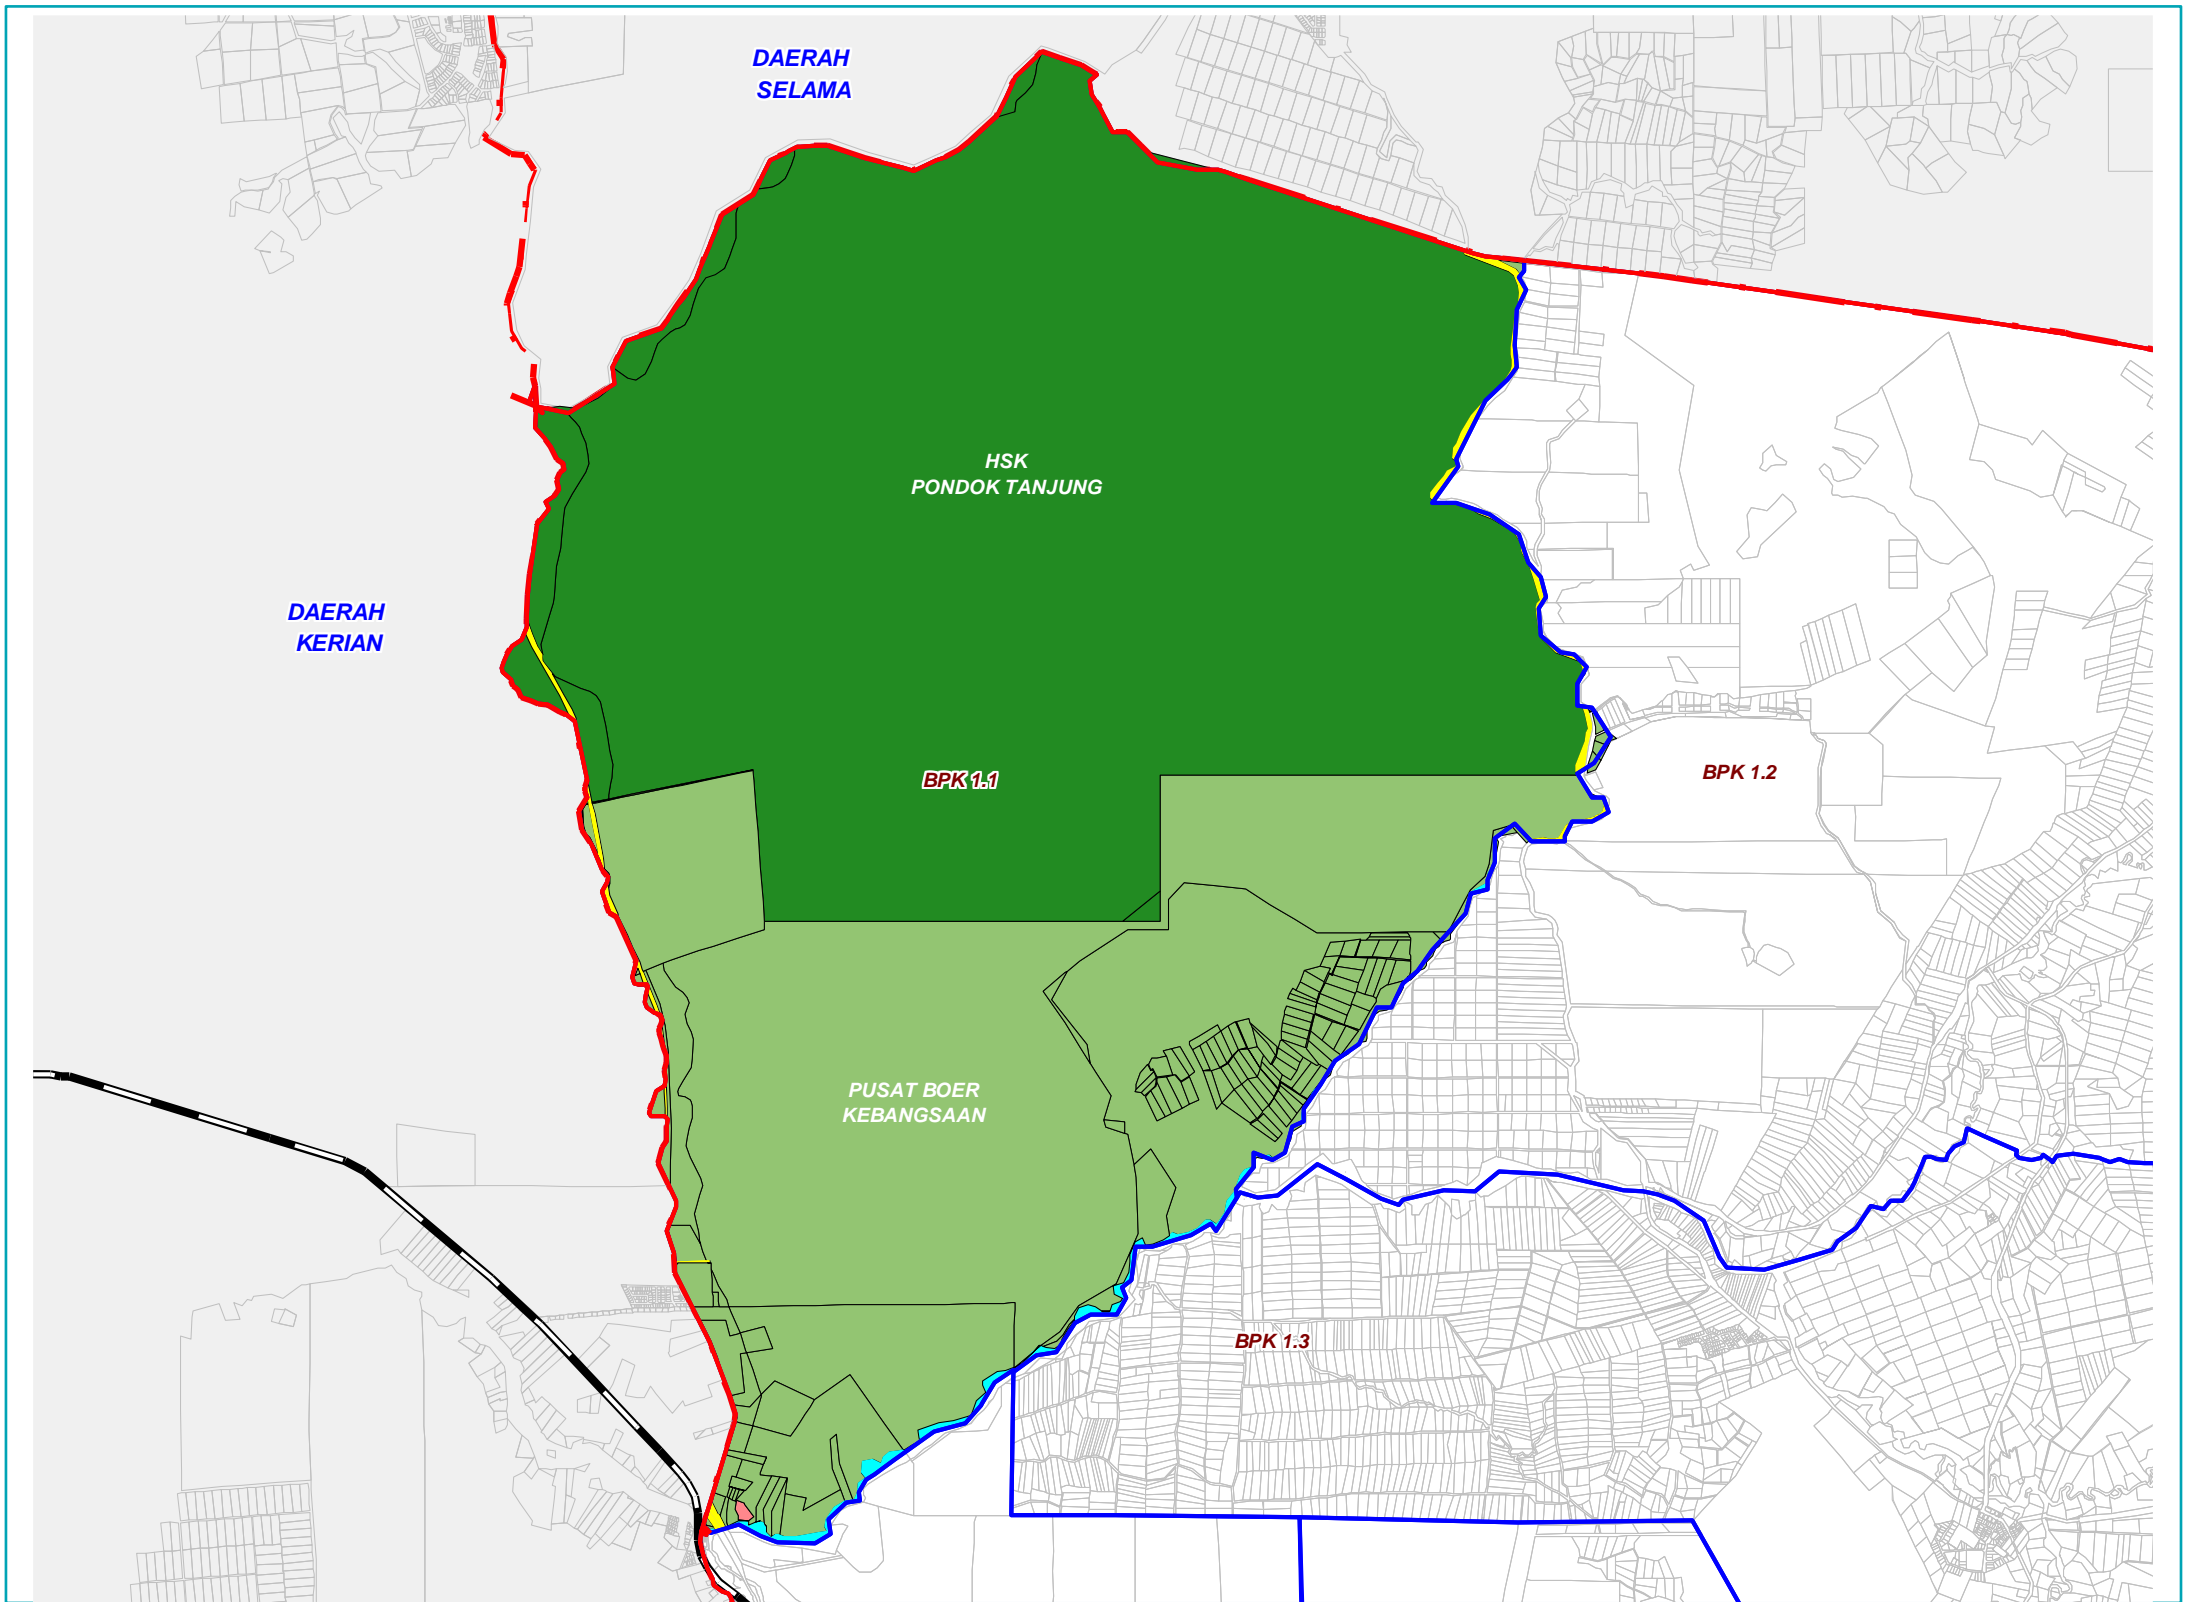 DAERAH
SELAMA
HSK
PONDOK TANJUNG
DAERAH
KERIAN
BPK 1.1
BPK 1.2
PUSAT BOER
KEBANGSAAN
BPK 1.3